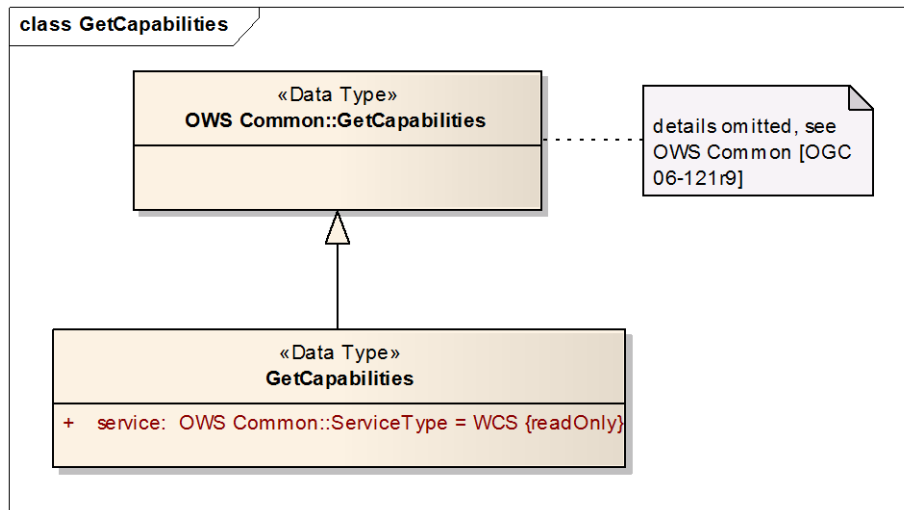 class GetCapabilities
«Data Type»
OWS Common::GetCapabilities
details omitted, see
OWS Common [OGC
06-121r9]
«Data Type»
GetCapabilities
+ service: OWS Common::ServiceType = WCS {readOnly}